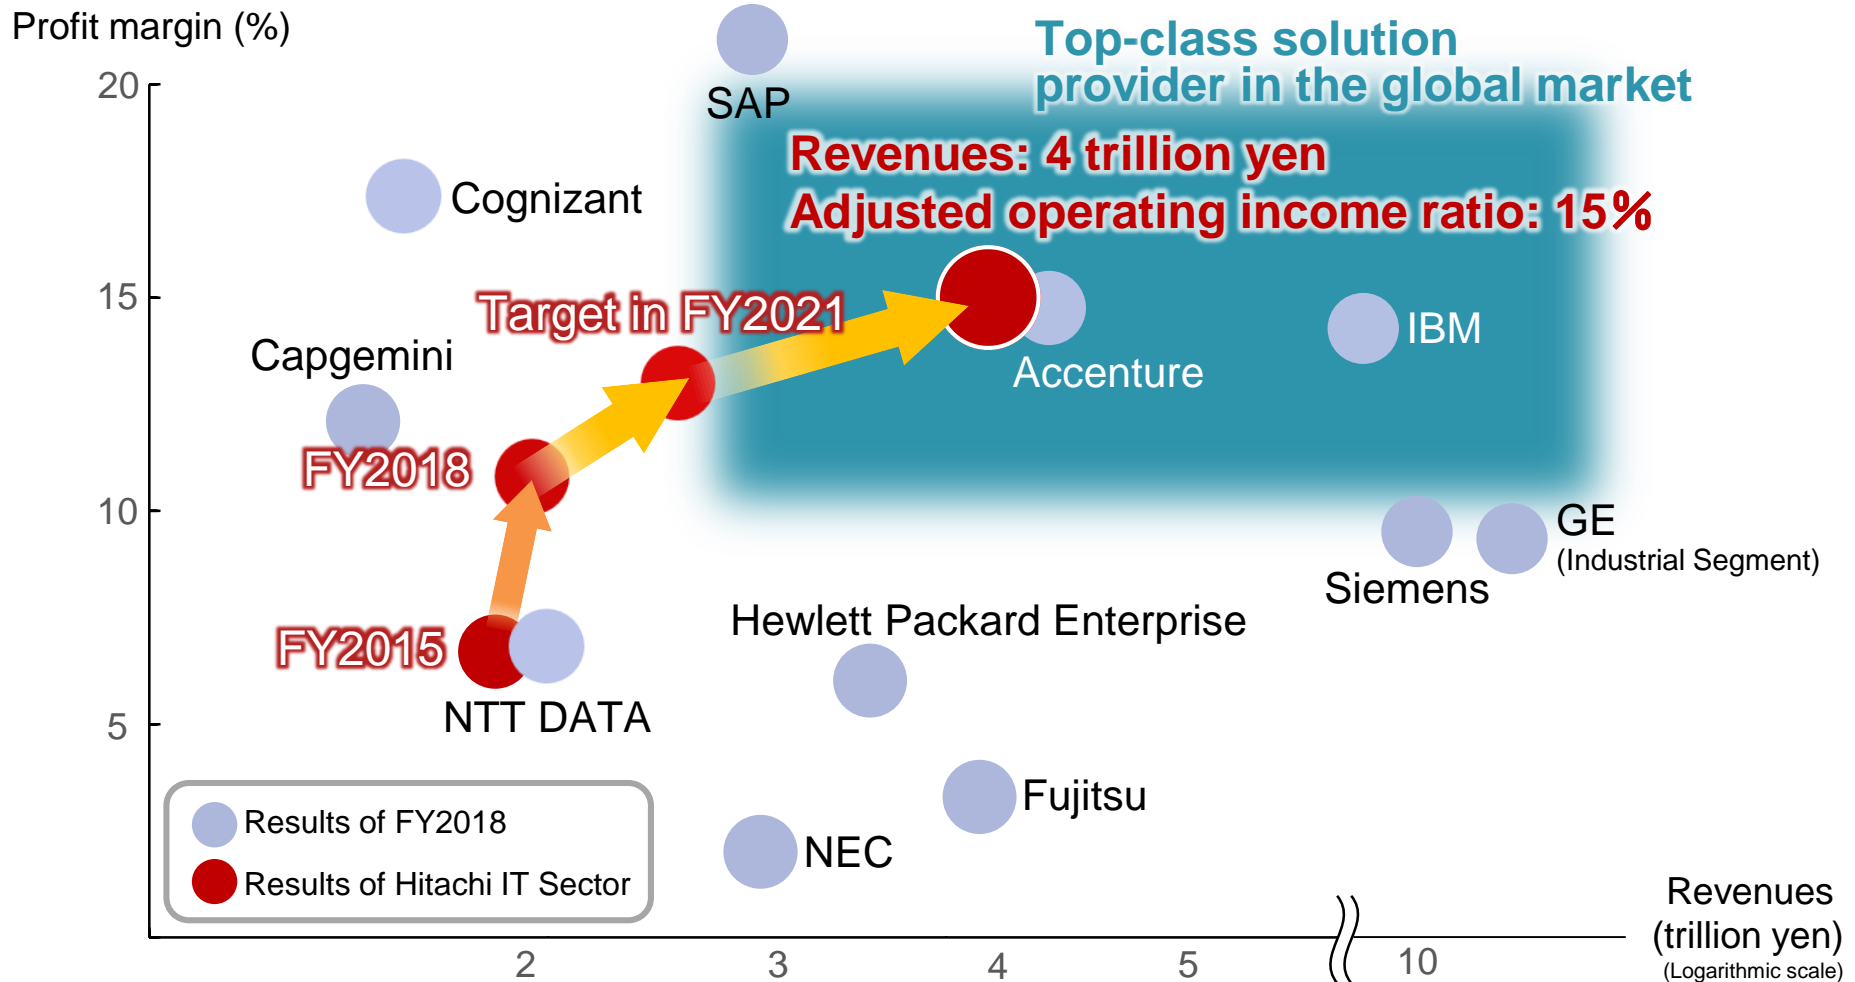 Profit margin (%)
Top-class solution
provider in the global market
20
SAP
Revenues: 4 trillion yen
Adjusted operating income ratio: 15%
Cognizant
15
Target in FY2021
IBM
Capgemini
Accenture
FY2018
10
GE
(Industrial Segment)
Siemens
Hewlett Packard Enterprise
FY2015
NTT DATA
5
Fujitsu
NEC
Results of FY2018
Results of Hitachi IT Sector
Revenues
(trillion yen)
(Logarithmic scale)
2 3 4 5 10